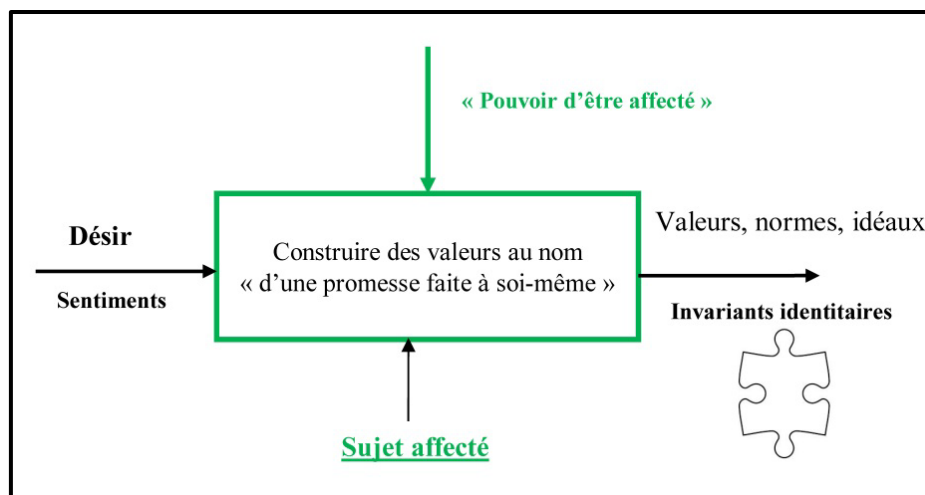 « Pouvoir d’être affecté »
Désir
Sentiments
Construire des valeurs au nom
« d’une promesse faite à soi-même »
Valeurs, normes, idéaux
Invariants identitaires
Sujet affecté